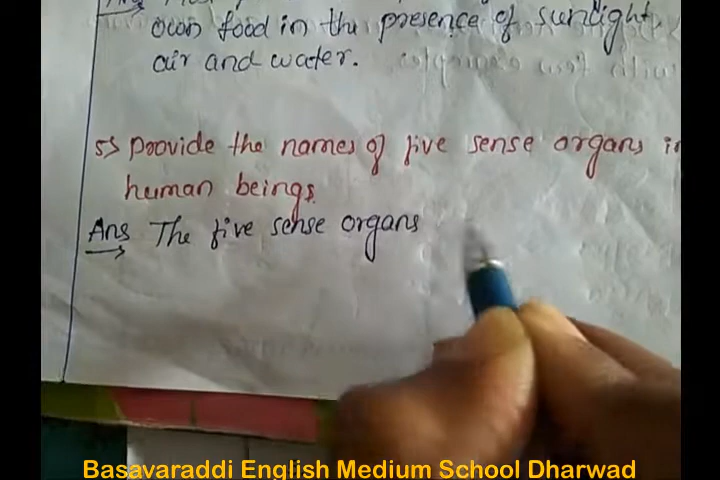 own food in the presence of sunlight,
air and water.
5> provide the names of five sense organs in
human beings.
Ans The five sense organs
Basavaraddi English Medium School Dharwad